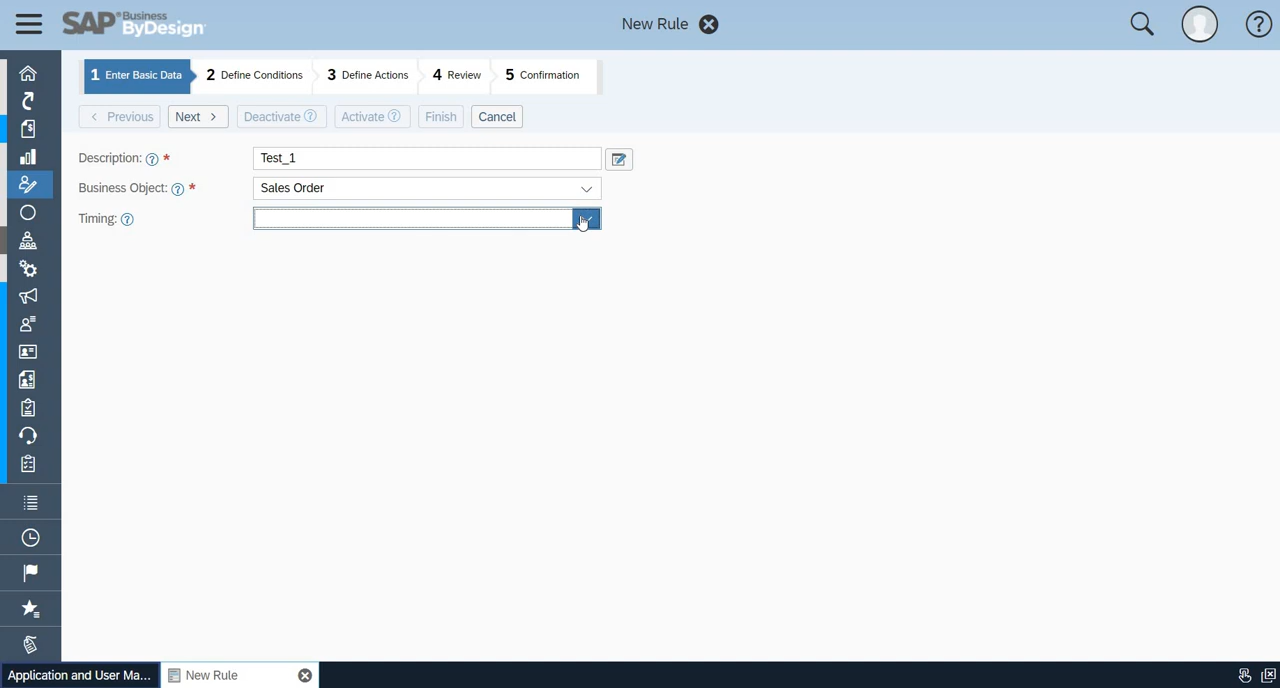 SAP Business ByDesign
New Rule
1 Enter Basic Data 2 Define Conditions 3 Define Actions 4 Review 5 Confirmation
Previous Next Deactivate Activate Finish Cancel
Description: * Test_1
Business Object: * Sales Order
Timing:
Application and User Ma... New Rule